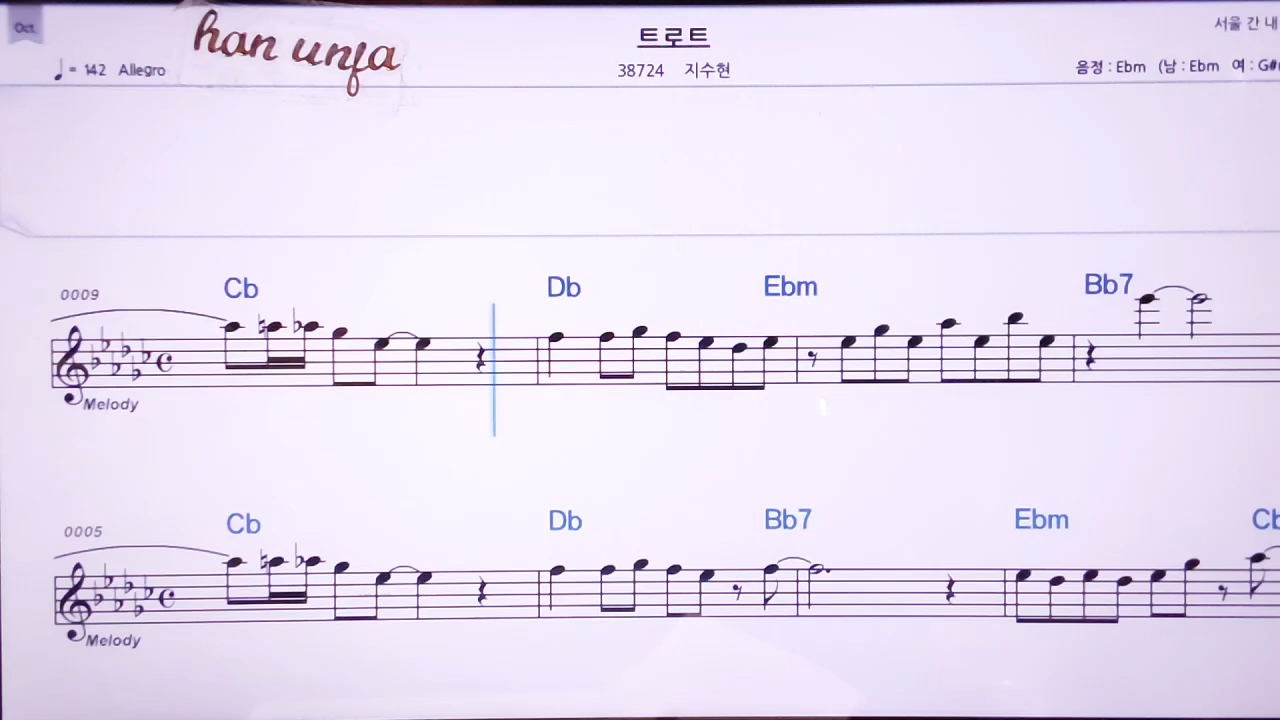 Oct.
han unja
트로트
서울 간 내
♩ = 142 Allegro
38724 지수현
음정 : Ebm (남 : Ebm 여 : G#
0009 Cb Db Ebm Bb7
Melody
0005 Cb Db Bb7 Ebm Cb
Melody